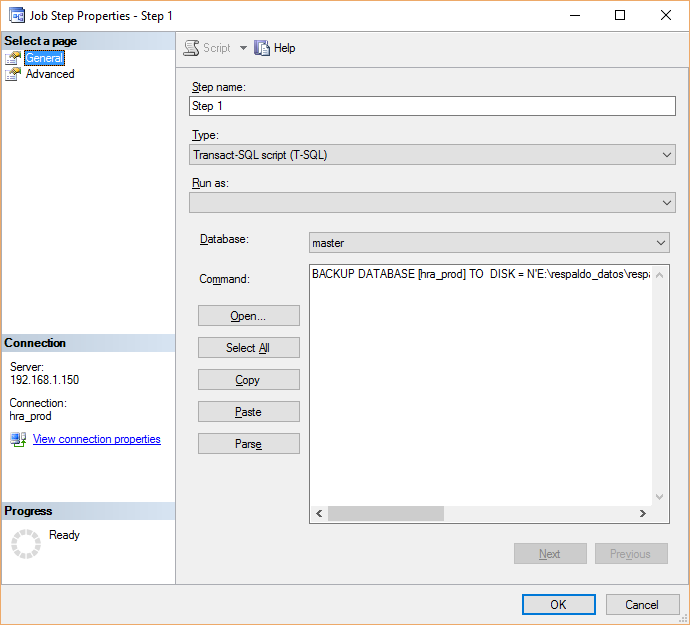 Job Step Properties - Step 1
Select a page
General
Advanced
Script
Help
Step name:
Step 1
Type:
Transact-SQL script (T-SQL)
Run as:
Database:
master
Command:
BACKUP DATABASE [hra_prod] TO  DISK = N'E:\respaldo_datos\respa
Open...
Select All
Copy
Paste
Parse
Connection
Server:
192.168.1.150
Connection:
hra_prod
View connection properties
Progress
Ready
Next
Previous
OK
Cancel